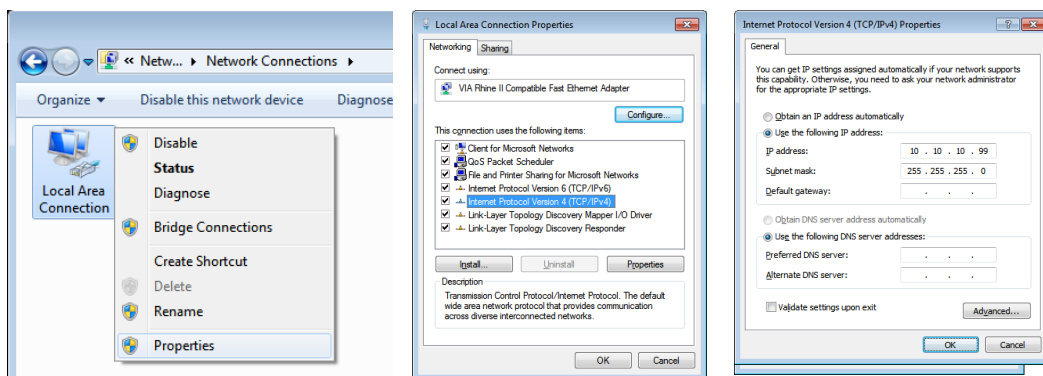 « Netw... ▸ Network Connections ▸
Organize ▾ Disable this network device Diagnose
Local Area
Connection
Disable
Status
Diagnose
Bridge Connections
Create Shortcut
Delete
Rename
Properties
Local Area Connection Properties
Networking Sharing
Connect using:
VIA Rhine II Compatible Fast Ethernet Adapter
Configure...
This connection uses the following items:
Client for Microsoft Networks
QoS Packet Scheduler
File and Printer Sharing for Microsoft Networks
Internet Protocol Version 6 (TCP/IPv6)
Internet Protocol Version 4 (TCP/IPv4)
Link-Layer Topology Discovery Mapper I/O Driver
Link-Layer Topology Discovery Responder
Install... Uninstall Properties
Description
Transmission Control Protocol/Internet Protocol. The default
wide area network protocol that provides communication
across diverse interconnected networks.
OK Cancel
Internet Protocol Version 4 (TCP/IPv4) Properties
General
You can get IP settings assigned automatically if your network supports
this capability. Otherwise, you need to ask your network administrator
for the appropriate IP settings.
Obtain an IP address automatically
Use the following IP address:
IP address: 10 . 10 . 10 . 99
Subnet mask: 255 . 255 . 255 . 0
Default gateway: . . .
Obtain DNS server address automatically
Use the following DNS server addresses:
Preferred DNS server: . . .
Alternate DNS server: . . .
Validate settings upon exit Advanced...
OK Cancel